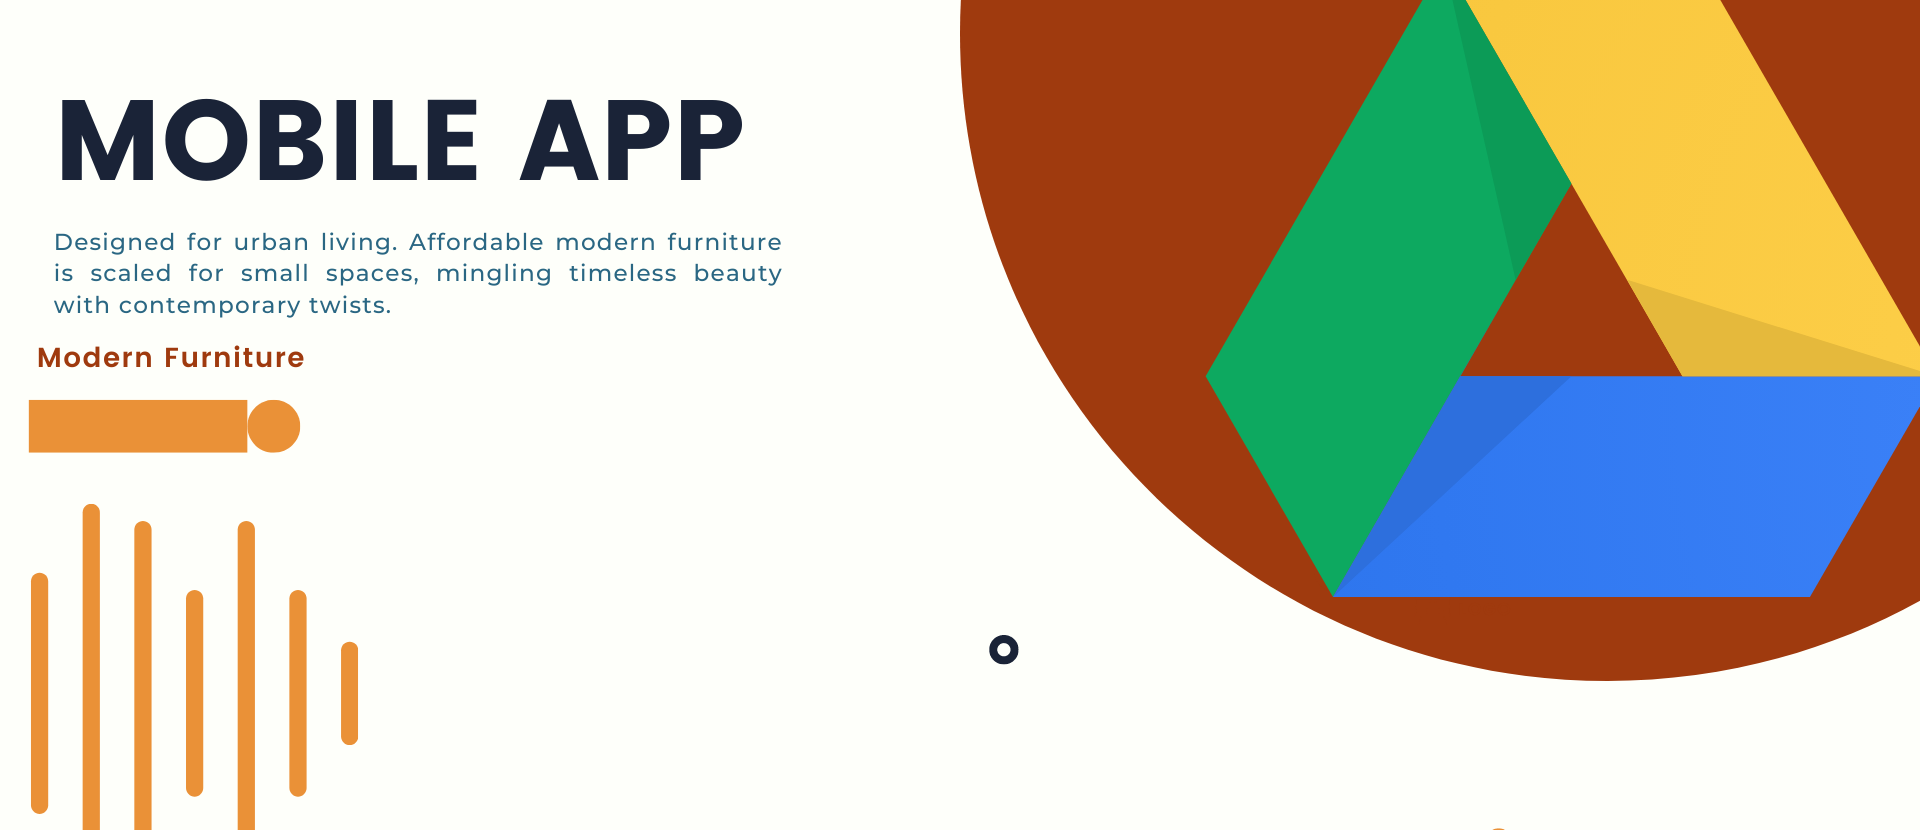 MOBILE APP
Designed for urban living. Affordable modern furniture
is scaled for small spaces, mingling timeless beauty
with contemporary twists.
Modern Furniture